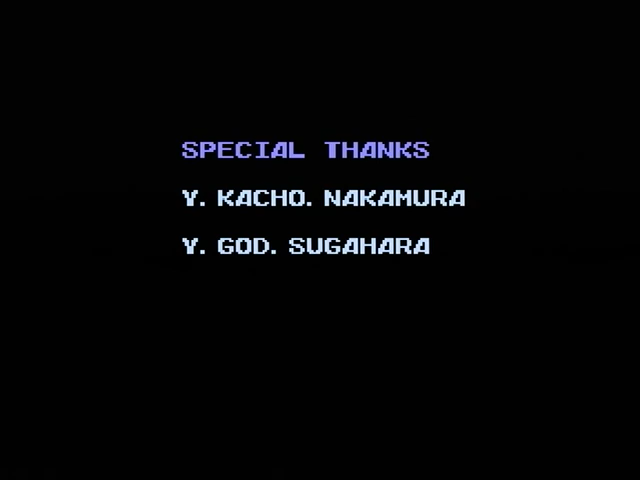 SPECIAL THANKS
Y. KACHO. NAKAMURA
Y. GOD. SUGAHARA